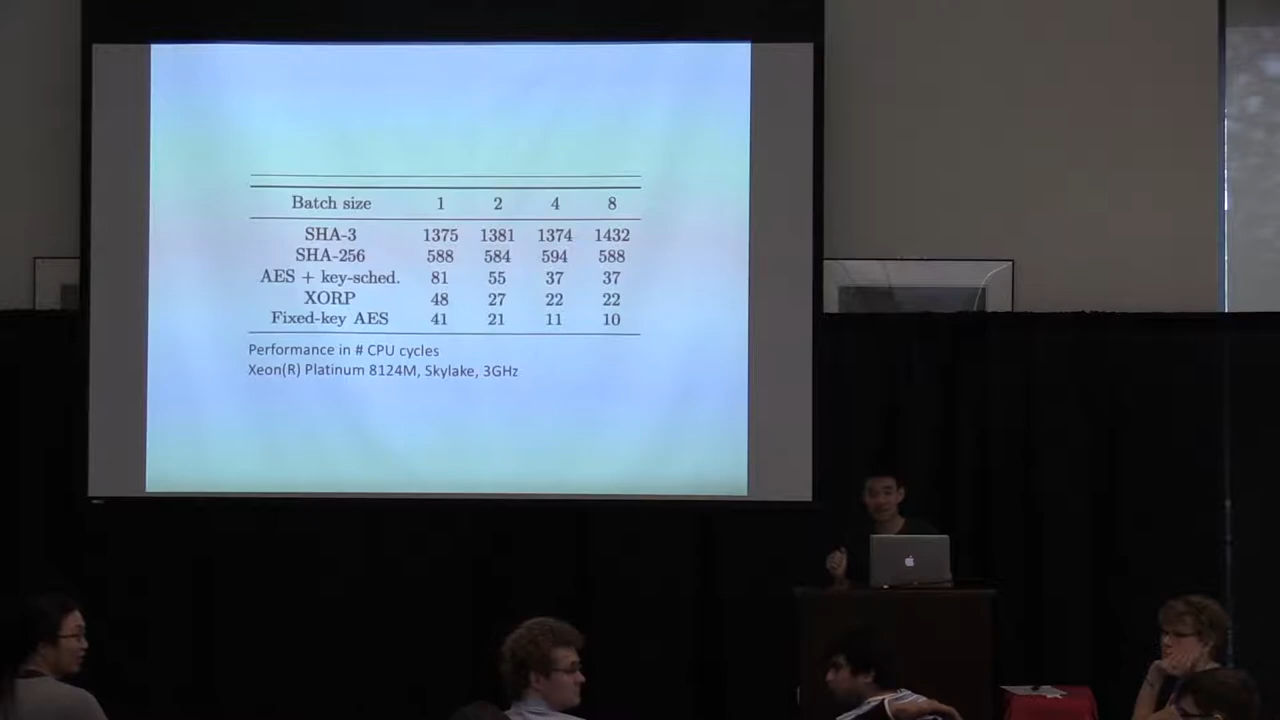 Batch size 1 2 4 8
SHA-3 1375 1381 1374 1432
SHA-256 588 584 594 588
AES + key-sched. 81 55 37 37
XORP 48 27 22 22
Fixed-key AES 41 21 11 10
Performance in # CPU cycles
Xeon(R) Platinum 8124M, Skylake, 3GHz